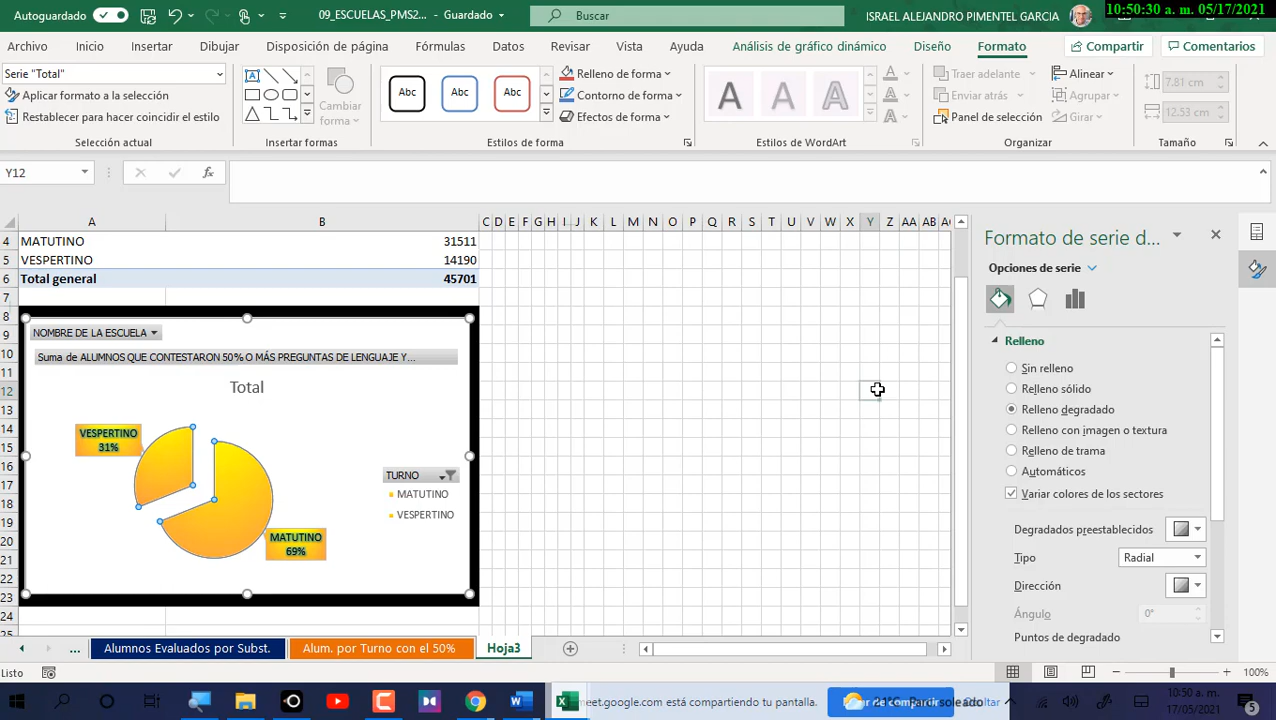 Autoguardado
09_ESCUELAS_PMS2... - Guardado
Buscar
ISRAEL ALEJANDRO PIMENTEL GARCIA
10:50:30 a. m. 05/17/2021
Archivo Inicio Insertar Dibujar Disposición de página Fórmulas Datos Revisar Vista Ayuda Análisis de gráfico dinámico Diseño Formato Compartir Comentarios
Serie "Total"
Aplicar formato a la selección
Restablecer para hacer coincidir el estilo
Selección actual
Cambiar
forma
Insertar formas
Abc Abc Abc
Relleno de forma
Contorno de forma
Efectos de forma
Estilos de forma
A A A
Estilos de WordArt
Traer adelante
Enviar atrás
Panel de selección
Alinear
Agrupar
Girar
Organizar
7.81 cm
12.53 cm
Tamaño
Y12
fx
A B C D E F G H I J K L M N O P Q R S T U V W X Y Z AA AB
4 MATUTINO 31511
5 VESPERTINO 14190
6 Total general 45701
7
8
9
10
11
12
13
14
15
16
17
18
19
20
21
22
23
24
NOMBRE DE LA ESCUELA
Suma de ALUMNOS QUE CONTESTARON 50% O MÁS PREGUNTAS DE LENGUAJE Y...
Total
VESPERTINO
31%
MATUTINO
69%
TURNO
MATUTINO
VESPERTINO
Formato de serie d...
Opciones de serie
Relleno
Sin relleno
Relleno sólido
Relleno degradado
Relleno con imagen o textura
Relleno de trama
Automáticos
Variar colores de los sectores
Degradados preestablecidos
Tipo Radial
Dirección
Ángulo 0°
Puntos de degradado
... Alumnos Evaluados por Subst. Alum. por Turno con el 50% Hoja3
Listo
100%
meet.google.com está compartiendo tu pantalla.
10:50 a. m.
17/05/2021
5